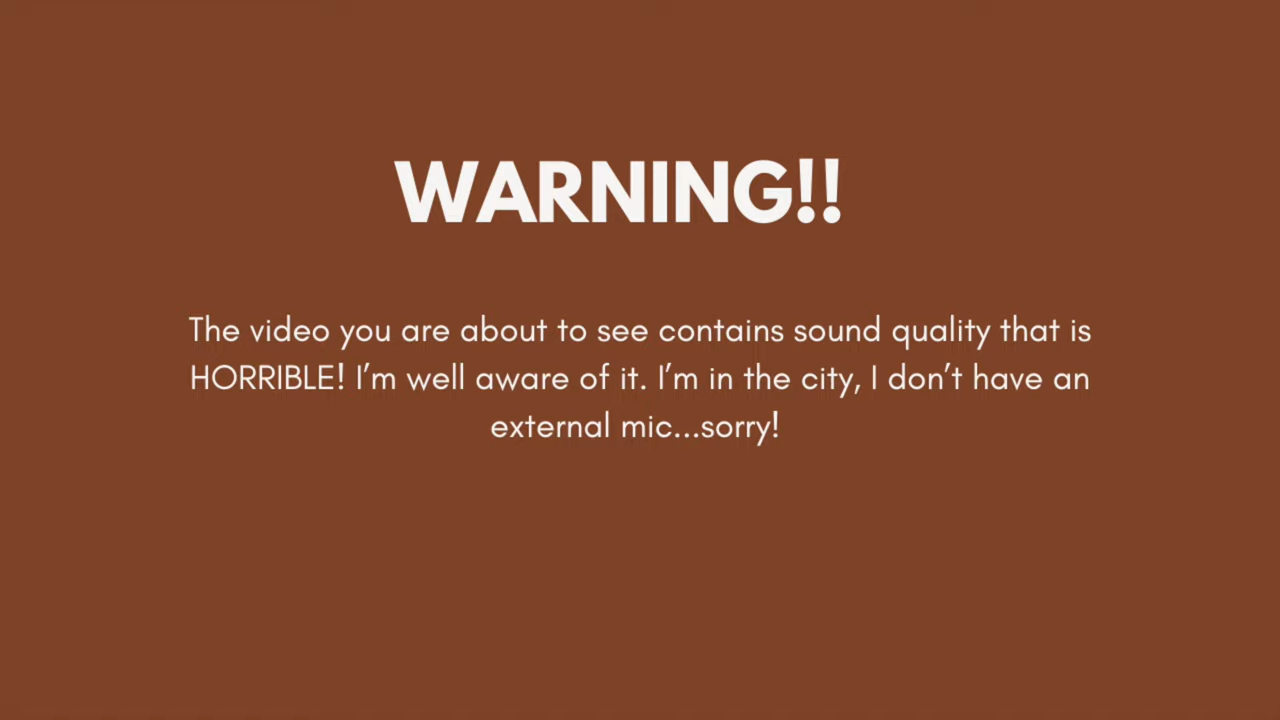 WARNING!!
The video you are about to see contains sound quality that is
HORRIBLE! I’m well aware of it. I’m in the city, I don’t have an
external mic...sorry!